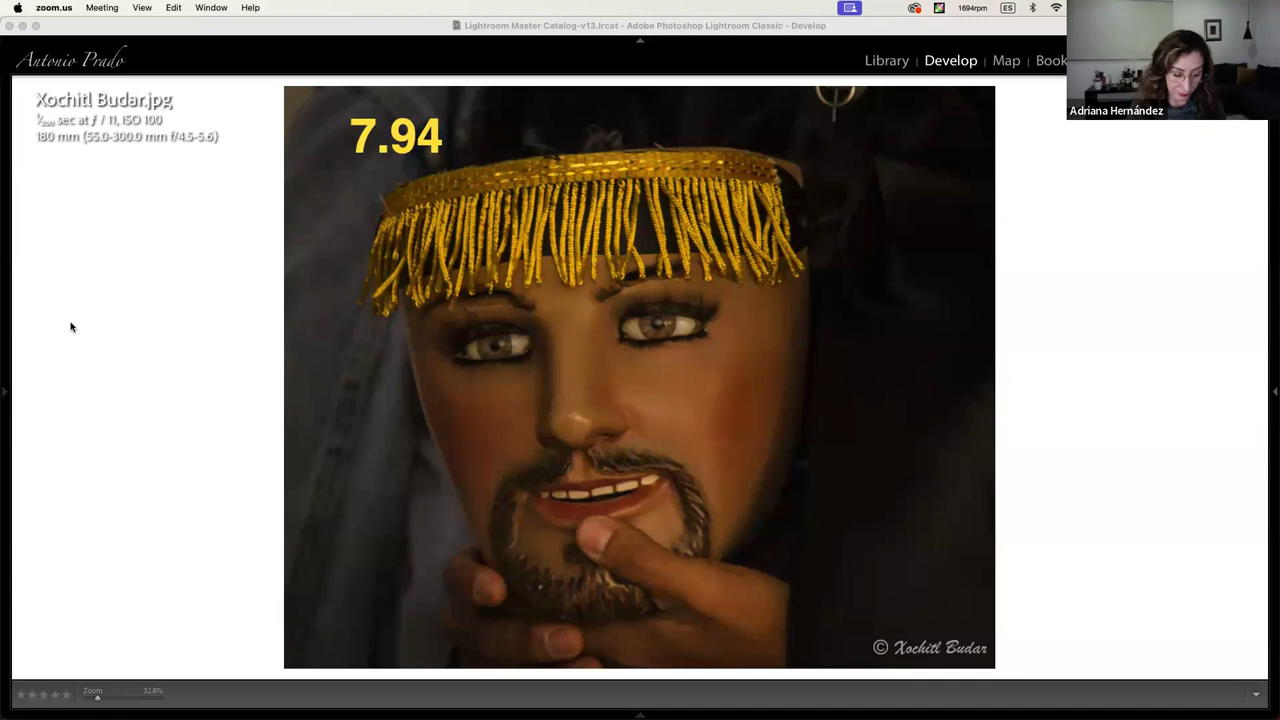 zoom.us Meeting View Edit Window Help 1694rpm ES
Lightroom Master Catalog-v13.lrcat - Adobe Photoshop Lightroom Classic - Develop
Antonio Prado
Library | Develop | Map | Book
Adriana Hernández
Xochitl Budar.jpg
1/200 sec at ƒ / 11, ISO 100
180 mm (55.0-300.0 mm f/4.5-5.6)
7.94
© Xochitl Budar
Zoom 32.8%